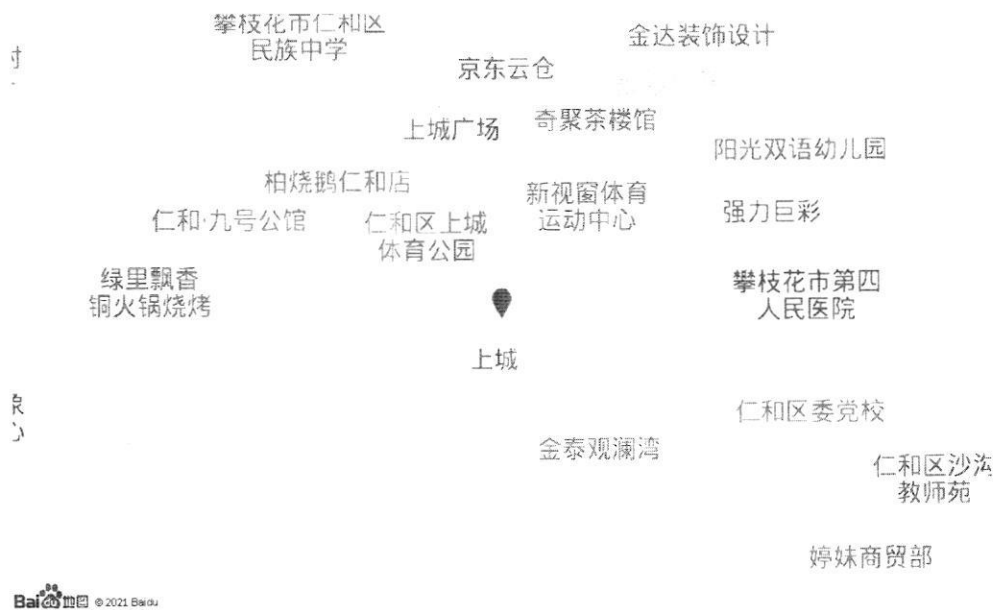 攀枝花市仁和区
民族中学
金达装饰设计
京东云仓
上城广场
奇聚茶楼馆
阳光双语幼儿园
柏烧鹅仁和店
新视窗体育
运动中心
强力巨彩
仁和·九号公馆
仁和区上城
体育公园
绿里飘香
铜火锅烧烤
攀枝花市第四
人民医院
上城
仁和区委党校
金泰观澜湾
仁和区沙沟
教师苑
婷妹商贸部
Bai地图 © 2021 Baidu